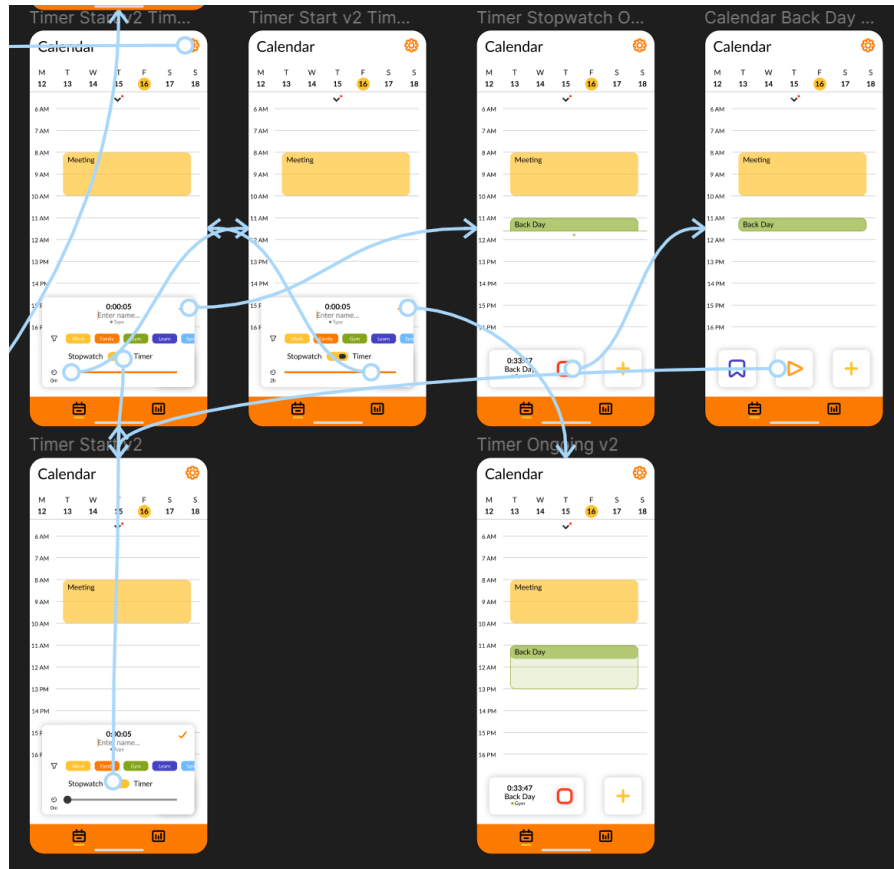 Timer Start v2 Tim...
Timer Start v2 Tim...
Timer Stopwatch O...
Calendar Back Day ...
Calendar
M T W T F S S
12 13 14 15 16 17 18
6 AM
7 AM
8 AM
Meeting
9 AM
10 AM
11 AM
12 AM
13 PM
14 PM
15 P
16 F
0:00:05
Enter name...
Type
Work Family Gym Learn
Stopwatch Timer
0m
Calendar
M T W T F S S
12 13 14 15 16 17 18
6 AM
7 AM
8 AM
Meeting
9 AM
10 AM
11 AM
12 AM
13 PM
14 PM
15 F
16 F
0:00:05
Enter name...
Type
Work Family Gym Learn
Stopwatch Timer
2h
Calendar
M T W T F S S
12 13 14 15 16 17 18
6 AM
7 AM
8 AM
Meeting
9 AM
10 AM
11 AM
Back Day
12 AM
13 PM
14 PM
15 PM
16 PM
0:33:47
Back Day
Calendar
M T W T F S S
12 13 14 15 16 17 18
6 AM
7 AM
8 AM
Meeting
9 AM
10 AM
11 AM
Back Day
12 AM
13 PM
14 PM
15 PM
16 PM
Timer Start v2
Timer Ongoing v2
Calendar
M T W T F S S
12 13 14 15 16 17 18
6 AM
7 AM
8 AM
Meeting
9 AM
10 AM
11 AM
12 AM
13 PM
14 PM
15 P
16 F
0:00:05
Enter name...
Type
Work Family Gym Learn
Stopwatch Timer
0m
Calendar
M T W T F S S
12 13 14 15 16 17 18
6 AM
7 AM
8 AM
Meeting
9 AM
10 AM
11 AM
Back Day
12 AM
13 PM
14 PM
15 PM
16 PM
0:33:47
Back Day
Gym